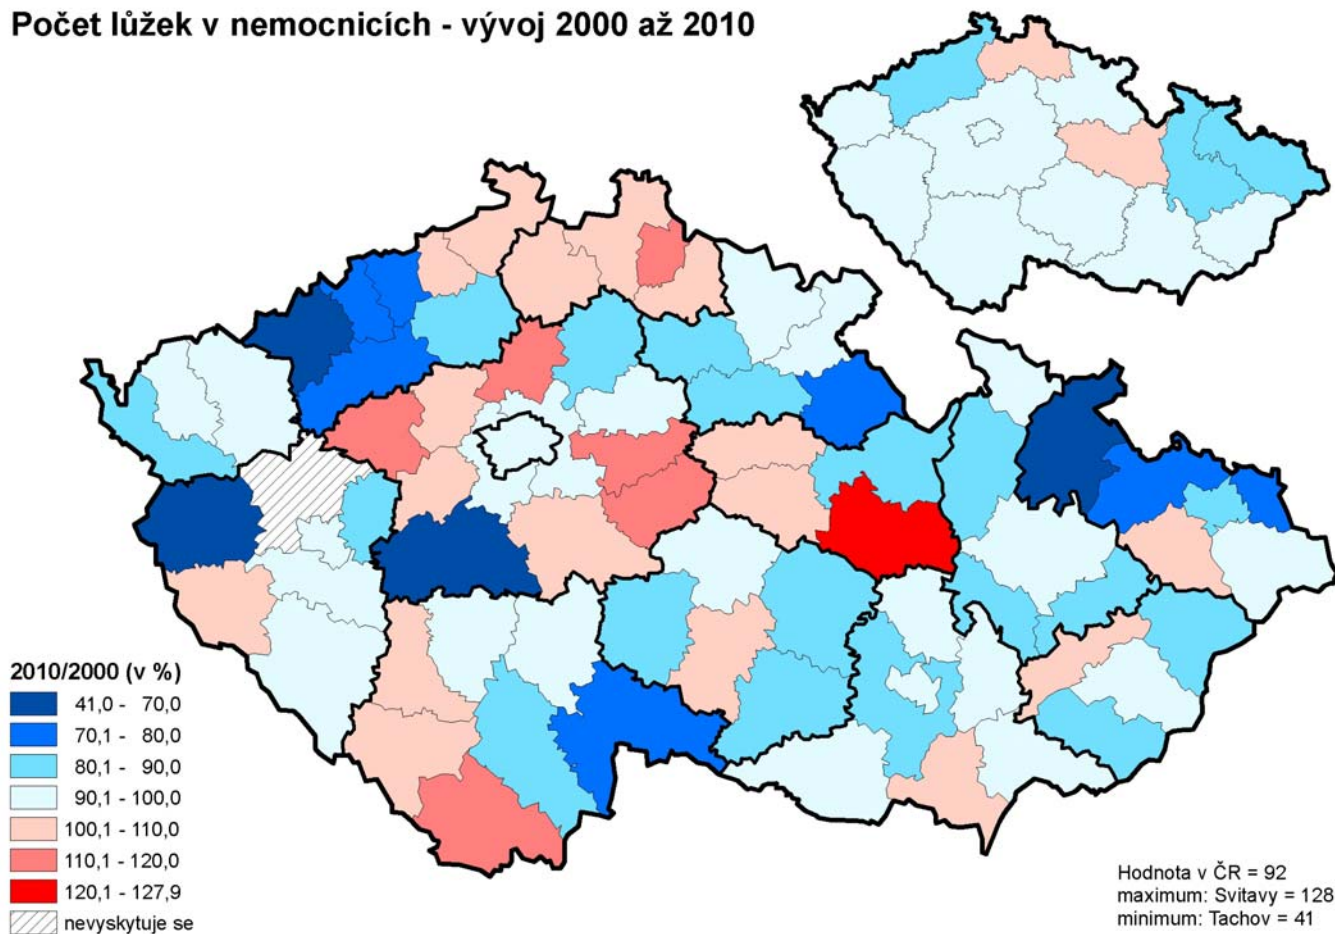 Počet lůžek v nemocnicích - vývoj 2000 až 2010
2010/2000 (v %)
41,0 - 70,0
70,1 - 80,0
80,1 - 90,0
90,1 - 100,0
100,1 - 110,0
110,1 - 120,0
120,1 - 127,9
nevyskytuje se
Hodnota v ČR = 92
maximum: Svitavy = 128
minimum: Tachov = 41